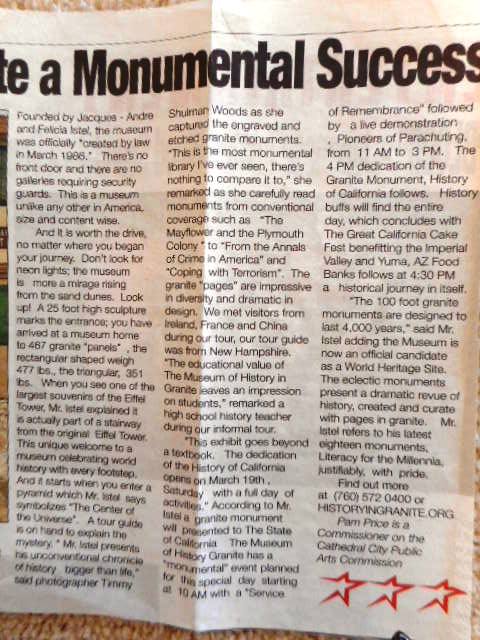 te a Monumental Success
Founded by Jacques - Andre
and Felicia Istel, the museum
was officially "created by law
in March 1986." There's no
front door and there are no
galleries requiring security
guards. This is a museum
unlike any other in America,
size and content wise.
And it is worth the drive,
no matter where you began
your journey. Don't look for
neon lights; the museum
is more a mirage rising
from the sand dunes. Look
up! A 25 foot high sculpture
marks the entrance; you have
arrived at a museum home
to 467 granite "panels" , the
rectangular shaped weigh
477 lbs., the triangular, 351
lbs. When you see one of the
largest souvenirs of the Eiffel
Tower, Mr. Istel explained it
is actually part of a stairway
from the original Eiffel Tower.
This unique welcome to a
museum celebrating world
history with every footstep.
And it starts when you enter a
pyramid which Mr. Istel says
symbolizes "The Center of
the Universe". A tour guide
is on hand to explain the
mystery. " Mr. Istel presents
his unconventional chronicle
of history bigger than life,"
said photographer Timmy
Shulman Woods as she
captured the engraved and
etched granite monuments.
"This is the most monumental
library I've ever seen, there's
nothing to compare it to," she
remarked as she carefully read
monuments from conventional
coverage such as "The
Mayflower and the Plymouth
Colony " to "From the Annals
of Crime in America" and
"Coping with Terrorism". The
granite "pages" are impressive
in diversity and dramatic in
design. We met visitors from
Ireland, France and China
during our tour, our tour guide
was from New Hampshire.
"The educational value of
The Museum of History in
Granite leaves an impression
on students," remarked a
high school history teacher
during our informal tour.
"This exhibit goes beyond
a textbook. The dedication
of the History of California
opens on March 19th ,
Saturday with a full day of
activities." According to Mr.
Istel a granite monument
will presented to The State
of California The Museum
of History Granite has a
"monumental" event planned
for this special day starting
at 10 AM with a "Service
of Remembrance" followed
by a live demonstration
, Pioneers of Parachuting,
from 11 AM to 3 PM. The
4 PM dedication of the
Granite Monument, History
of California follows. History
buffs will find the entire
day, which concludes with
The Great California Cake
Fest benefitting the Imperial
Valley and Yuma, AZ Food
Banks follows at 4:30 PM
a historical journey in itself.
"The 100 foot granite
monuments are designed to
last 4,000 years," said Mr.
Istel adding the Museum is
now an official candidate
as a World Heritage Site.
The eclectic monuments
present a dramatic revue of
history, created and curate
with pages in granite. Mr.
Istel refers to his latest
eighteen monuments,
Literacy for the Millennia,
justifiably, with pride.
Find out more
at (760) 572 0400 or
HISTORYINGRANITE.ORG
Pam Price is a
Commissioner on the
Cathedral City Public
Arts Commission